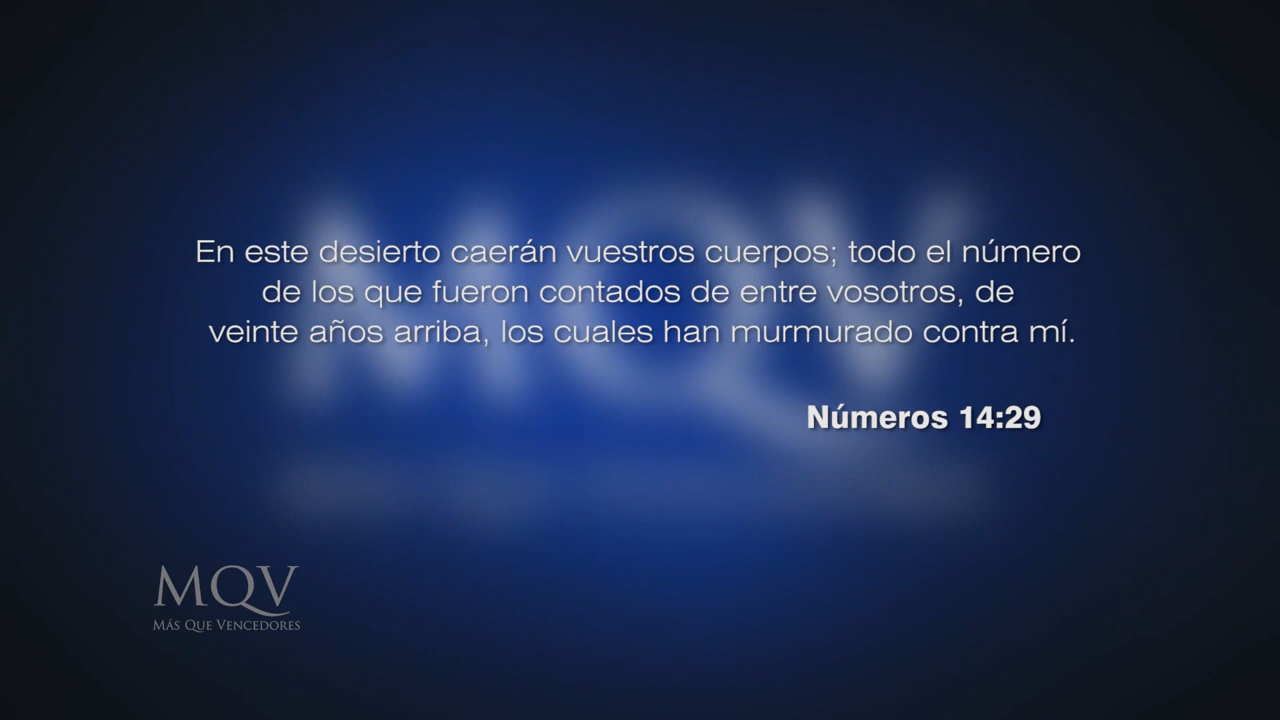 En este desierto caerán vuestros cuerpos; todo el número
de los que fueron contados de entre vosotros, de
veinte años arriba, los cuales han murmurado contra mí.
Números 14:29
MQV
MÁS QUE VENCEDORES